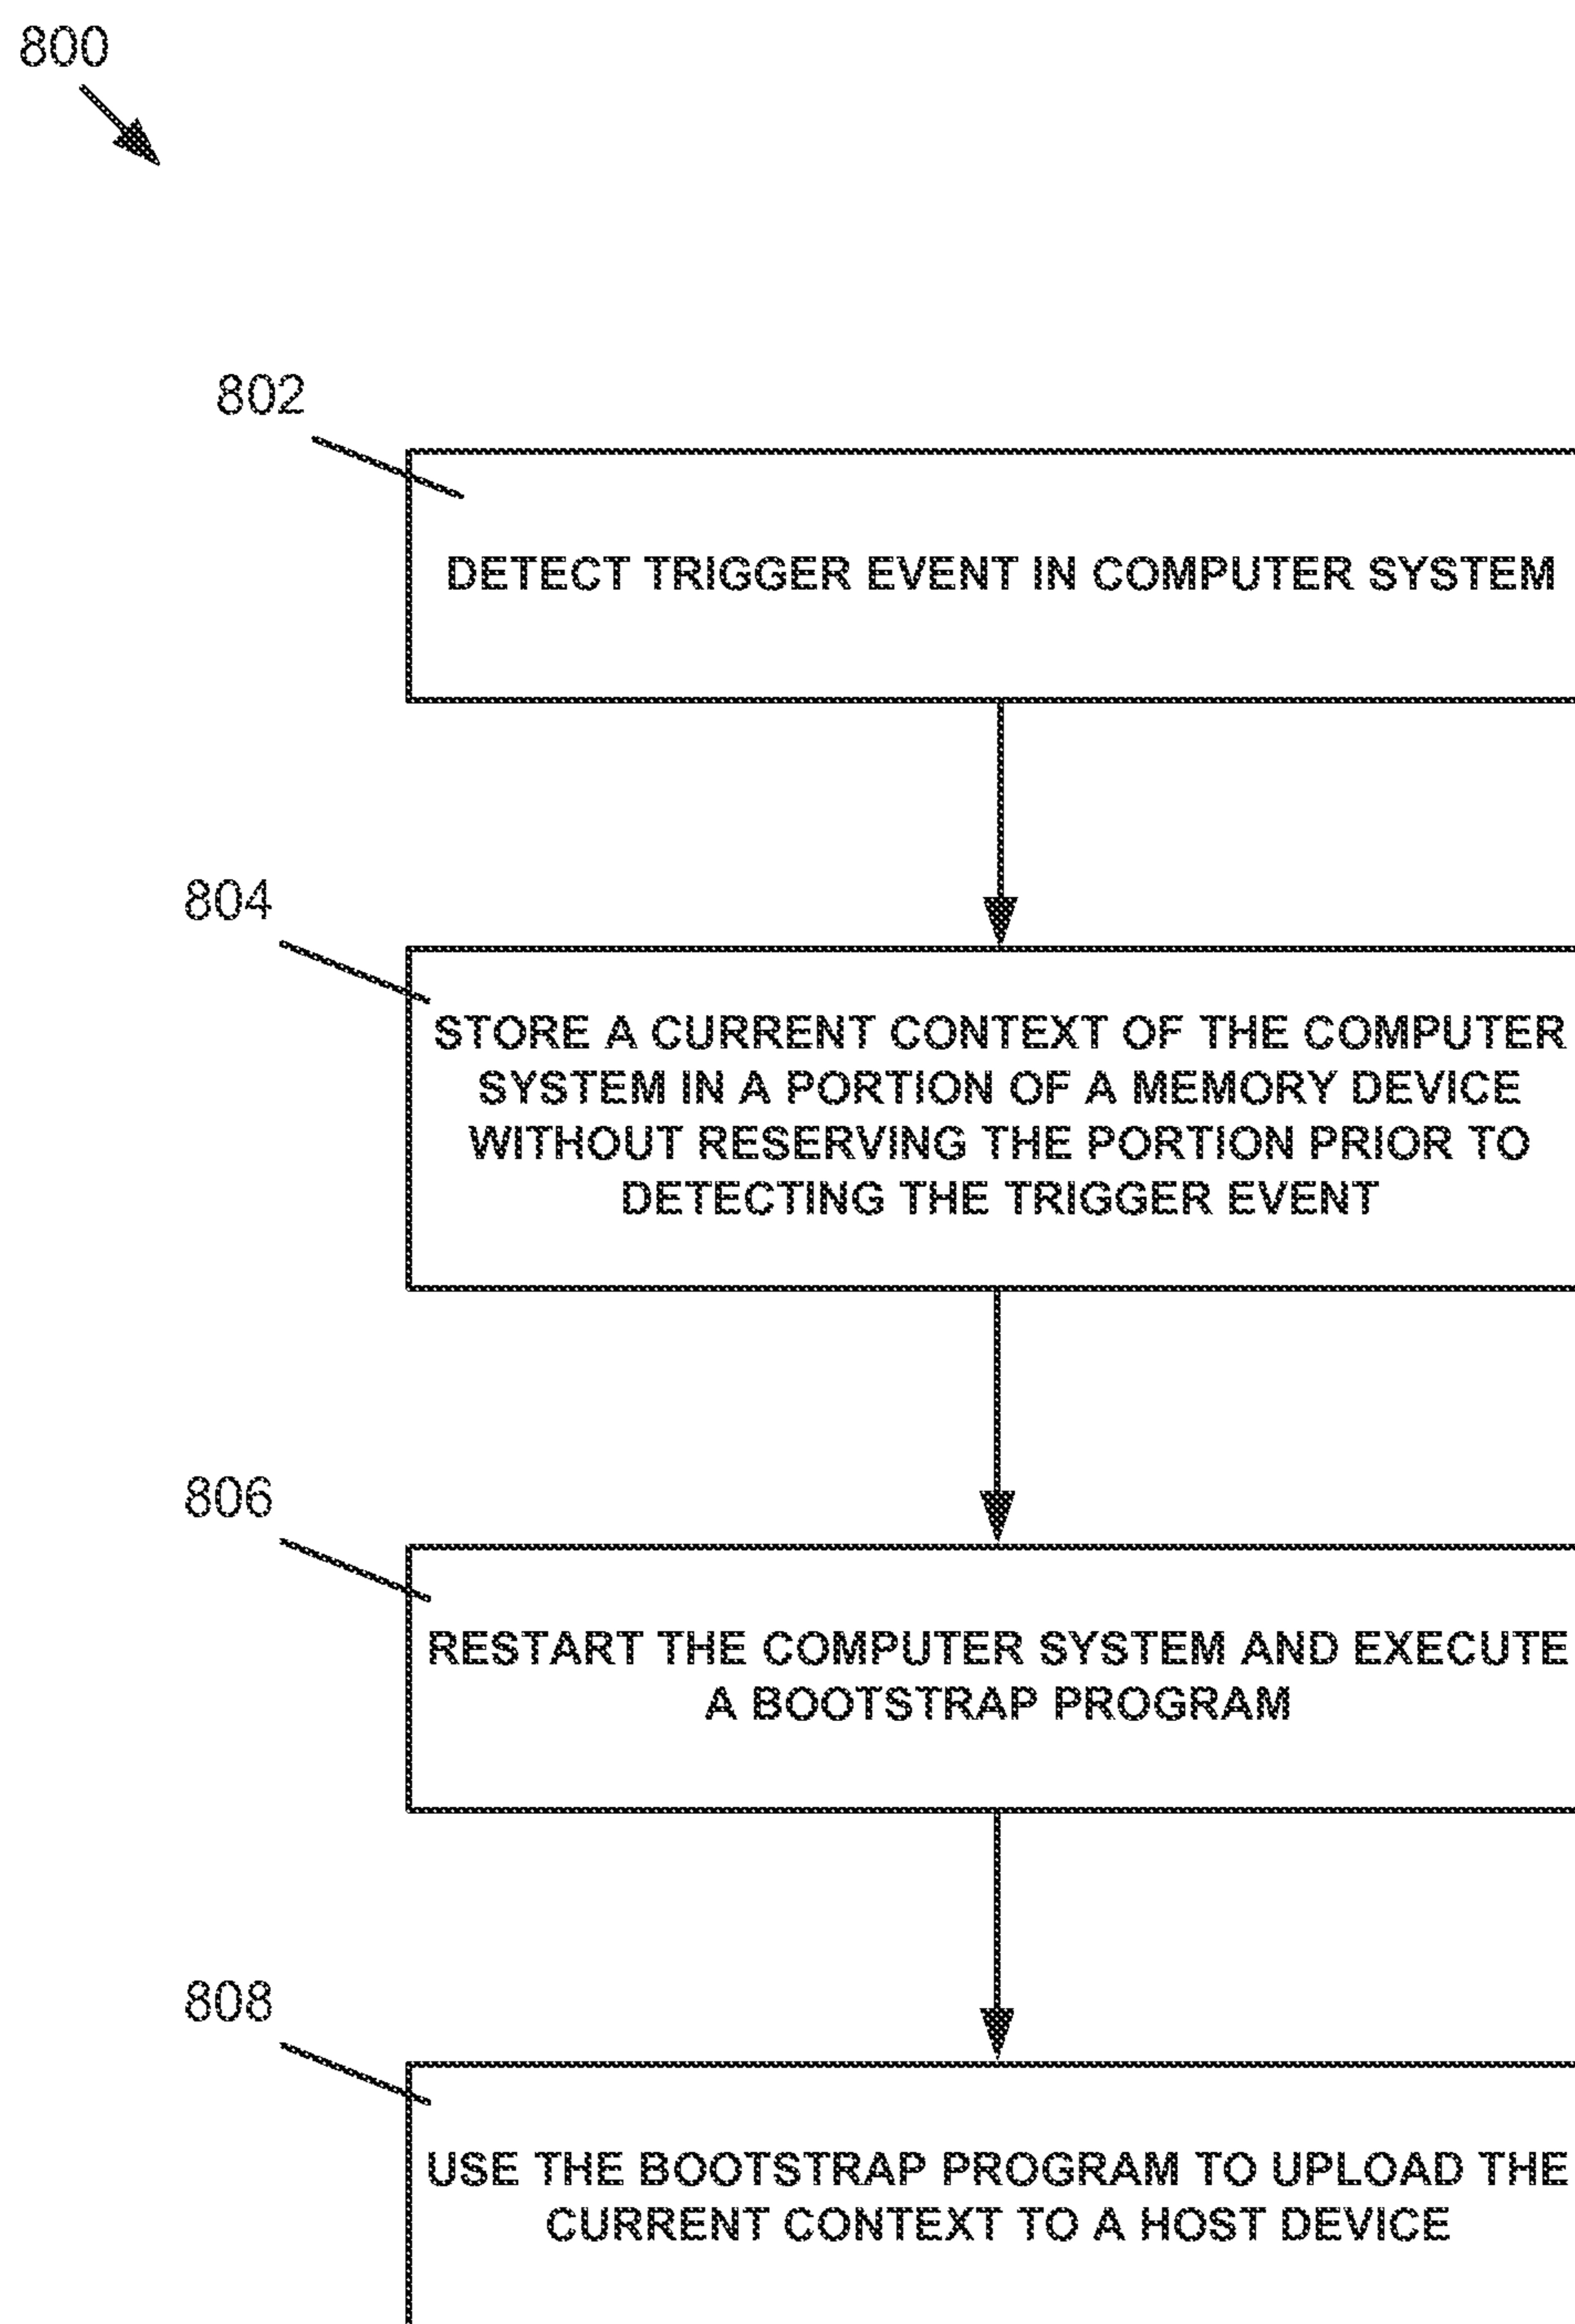 800
802
DETECT TRIGGER EVENT IN COMPUTER SYSTEM
804
STORE A CURRENT CONTEXT OF THE COMPUTER
SYSTEM IN A PORTION OF A MEMORY DEVICE
WITHOUT RESERVING THE PORTION PRIOR TO
DETECTING THE TRIGGER EVENT
806
RESTART THE COMPUTER SYSTEM AND EXECUTE
A BOOTSTRAP PROGRAM
808
USE THE BOOTSTRAP PROGRAM TO UPLOAD THE
CURRENT CONTEXT TO A HOST DEVICE